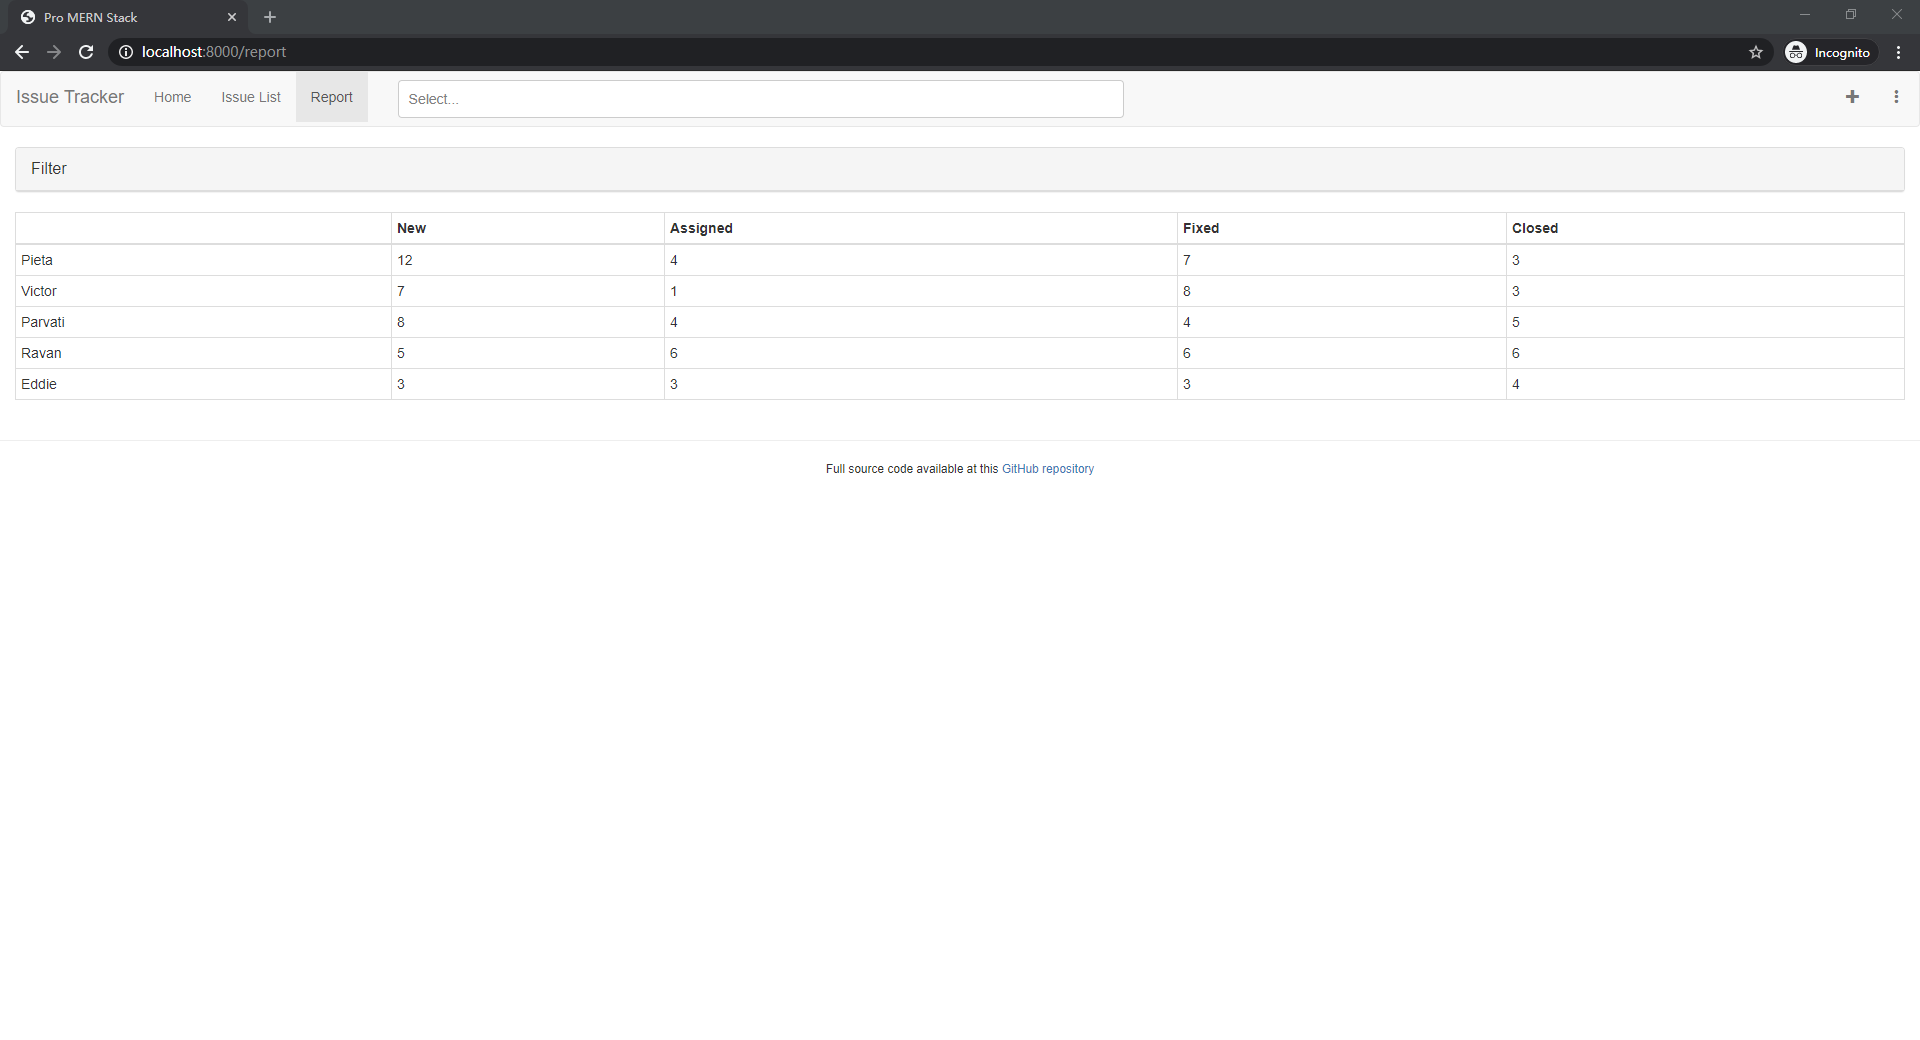 Pro MERN Stack
localhost:8000/report
Incognito
Issue Tracker Home Issue List Report Select...
Filter
New Assigned Fixed Closed
Pieta 12 4 7 3
Victor 7 1 8 3
Parvati 8 4 4 5
Ravan 5 6 6 6
Eddie 3 3 3 4
Full source code available at this GitHub repository